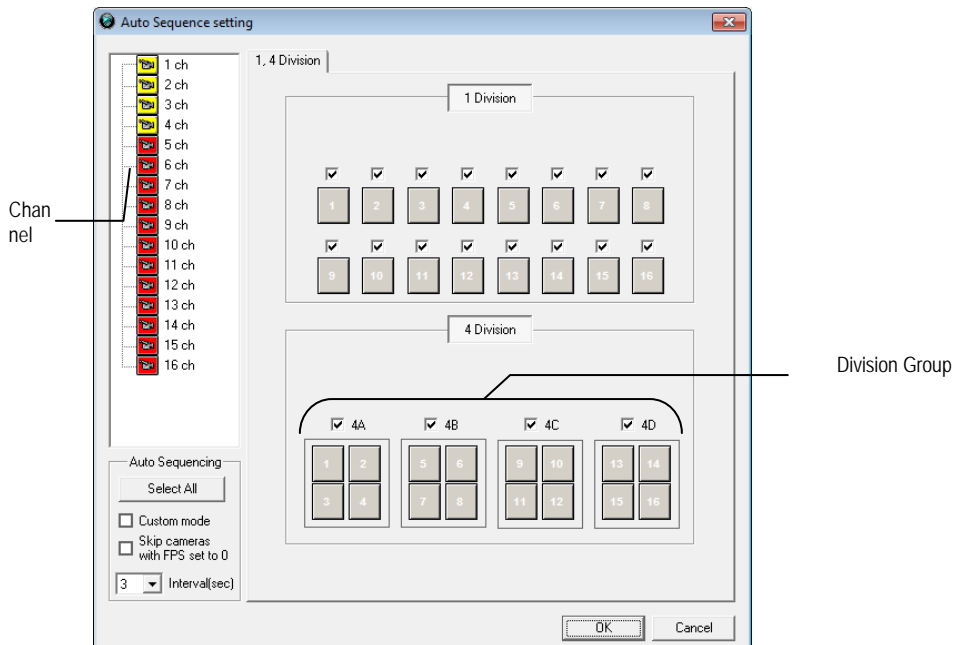 Auto Sequence setting
1 ch
2 ch
3 ch
4 ch
5 ch
6 ch
7 ch
8 ch
9 ch
10 ch
11 ch
12 ch
13 ch
14 ch
15 ch
16 ch
Chan
nel
Auto Sequencing
Select All
Custom mode
Skip cameras
with FPS set to 0
3 Interval(sec)
1, 4 Division
1 Division
1 2 3 4 5 6 7 8
9 10 11 12 13 14 15 16
4 Division
Division Group
4A 4B 4C 4D
1 2 5 6 9 10 13 14
3 4 7 8 11 12 15 16
OK Cancel